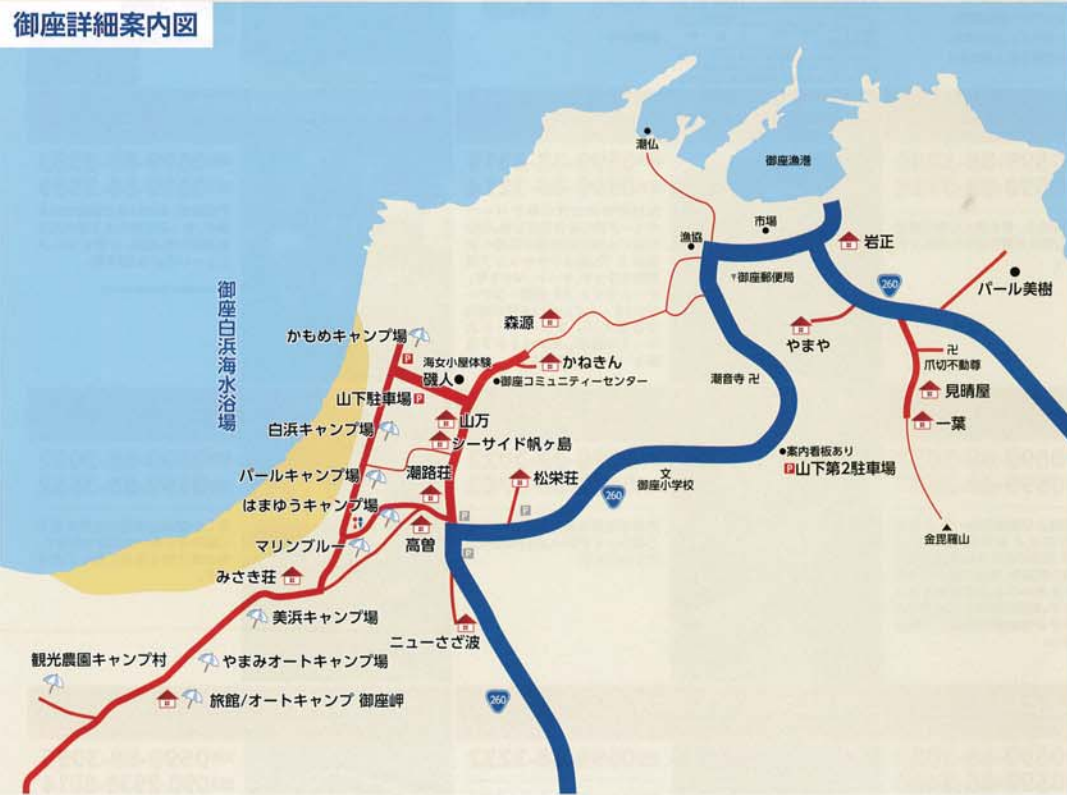 御座詳細案内図
潮仏
御座漁港
市場
漁協
岩正
〒御座郵便局
260
パール美樹
御座白浜海水浴場
森源
やまや
かもめキャンプ場
P
海女小屋体験
磯人
かねきん
御座コミュニティーセンター
卍
爪切不動尊
潮音寺 卍
見晴屋
山下駐車場 P
山万
一葉
白浜キャンプ場
シーサイド帆ヶ島
案内看板あり
P山下第2駐車場
パールキャンプ場
潮路荘
松栄荘
文
御座小学校
260
はまゆうキャンプ場
P
P
高曽
マリンブルー
P
金毘羅山
みさき荘
美浜キャンプ場
ニューさざ波
観光農園キャンプ村
やまみオートキャンプ場
旅館/オートキャンプ 御座岬
260